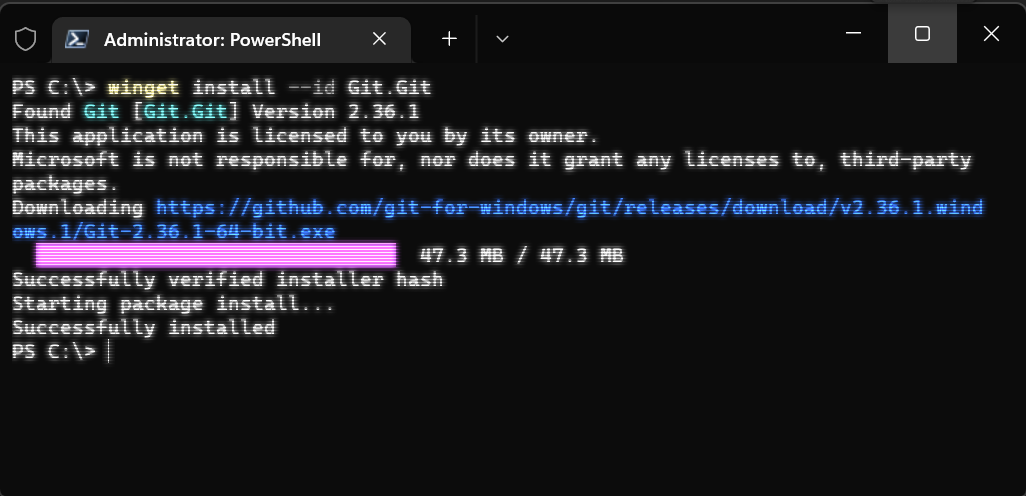 Administrator: PowerShell
PS C:\> winget install --id Git.Git
Found Git [Git.Git] Version 2.36.1
This application is licensed to you by its owner.
Microsoft is not responsible for, nor does it grant any licenses to, third-party
packages.
Downloading https://github.com/git-for-windows/git/releases/download/v2.36.1.wind
ows.1/Git-2.36.1-64-bit.exe
47.3 MB / 47.3 MB
Successfully verified installer hash
Starting package install...
Successfully installed
PS C:\>